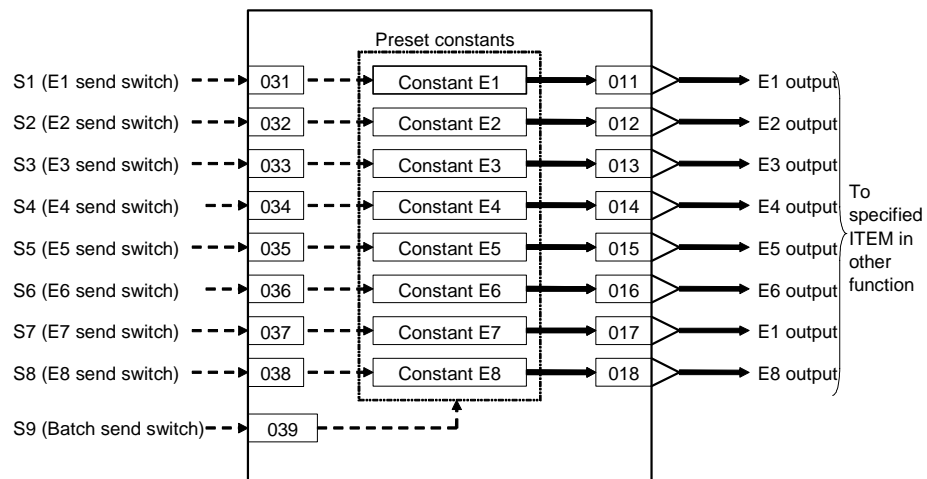 Preset constants
S1 (E1 send switch) 031 Constant E1 011 E1 output
S2 (E2 send switch) 032 Constant E2 012 E2 output
S3 (E3 send switch) 033 Constant E3 013 E3 output
S4 (E4 send switch) 034 Constant E4 014 E4 output
S5 (E5 send switch) 035 Constant E5 015 E5 output
S6 (E6 send switch) 036 Constant E6 016 E6 output
S7 (E7 send switch) 037 Constant E7 017 E1 output
S8 (E8 send switch) 038 Constant E8 018 E8 output
S9 (Batch send switch) 039
To
specified
ITEM in
other
function